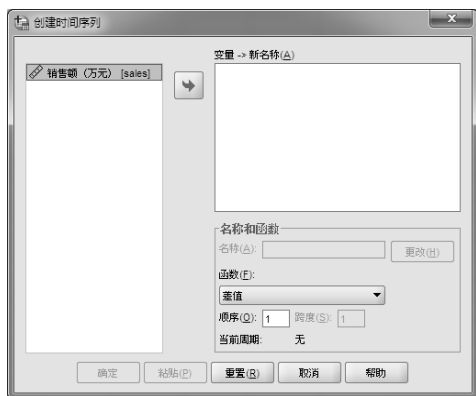 创建时间序列
变量 -> 新名称(A)
销售额（万元） [sales]
名称和函数
名称(A):
更改(H)
函数(F):
差值
顺序(O): 1 跨度(S): 1
当前周期: 无
确定 粘贴(P) 重置(R) 取消 帮助